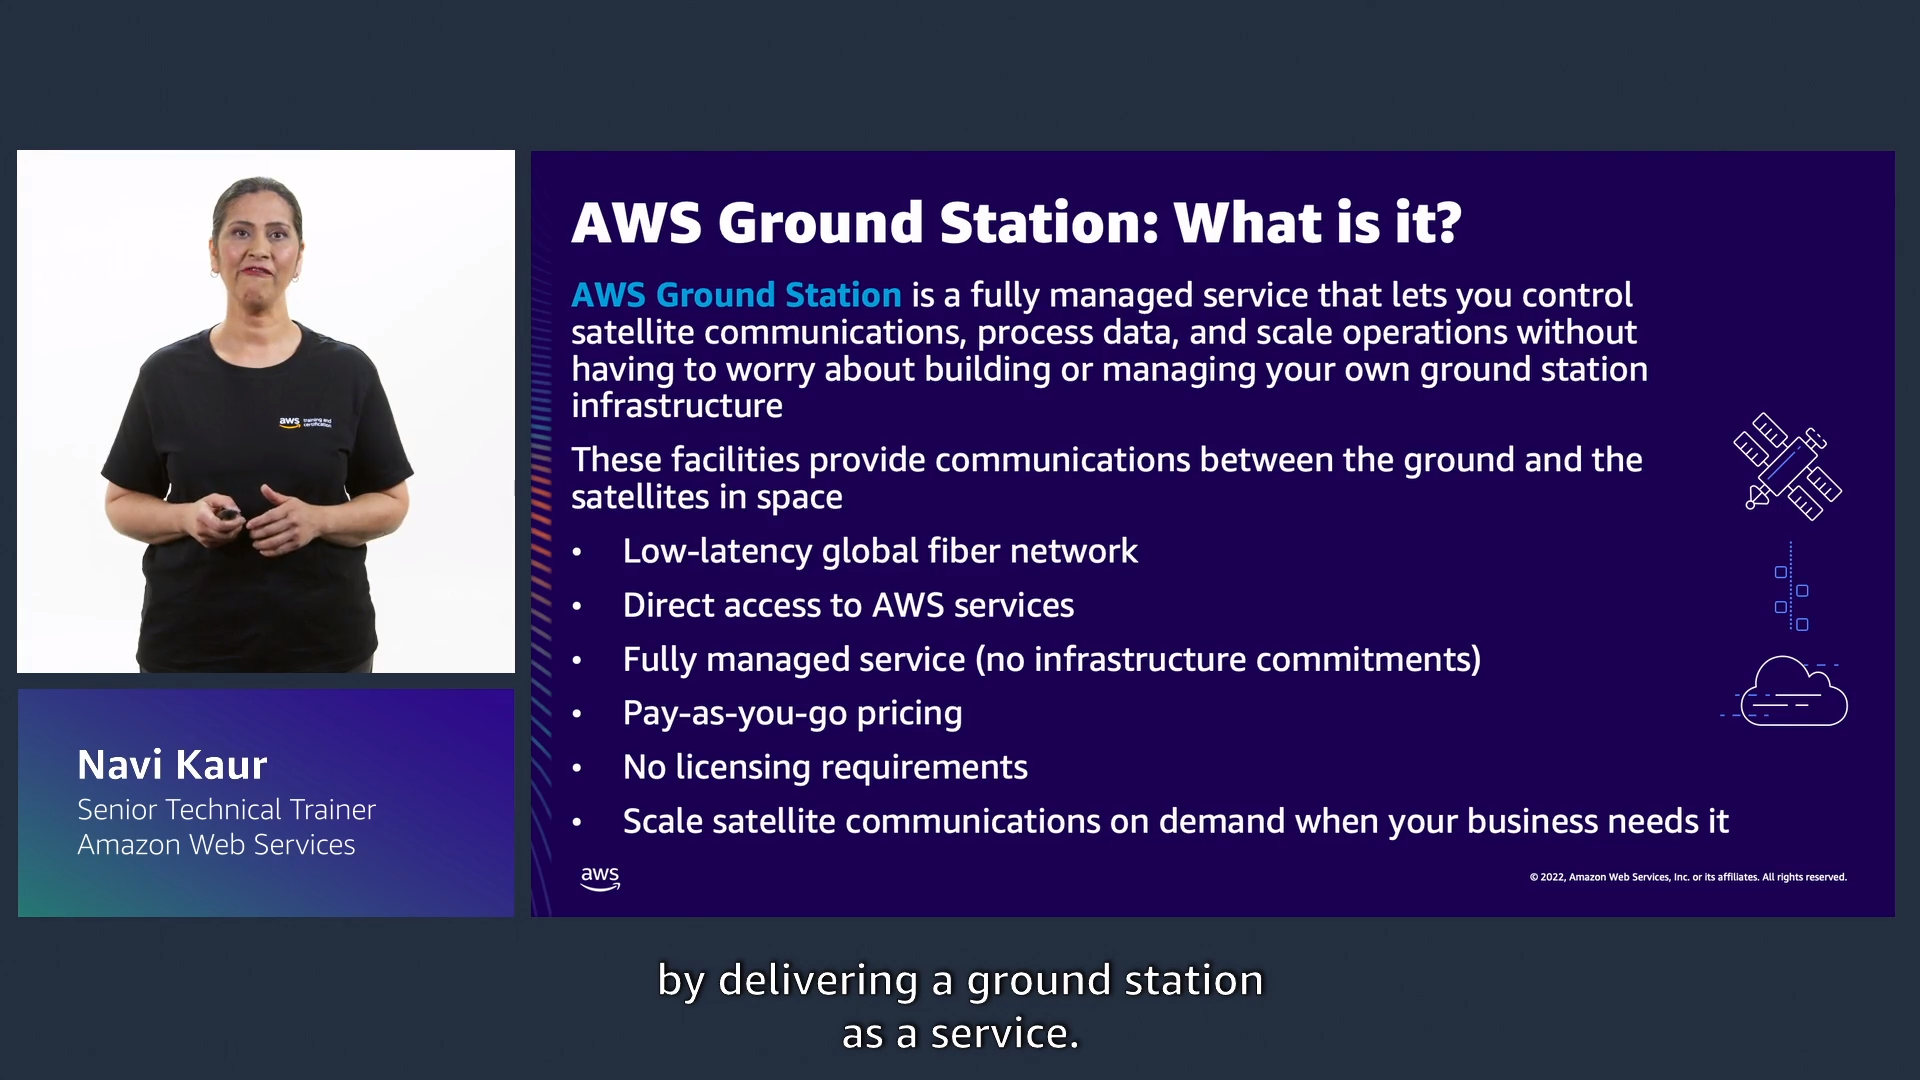 AWS Ground Station: What is it?
AWS Ground Station is a fully managed service that lets you control
satellite communications, process data, and scale operations without
having to worry about building or managing your own ground station
infrastructure
These facilities provide communications between the ground and the
satellites in space
• Low-latency global fiber network
• Direct access to AWS services
• Fully managed service (no infrastructure commitments)
• Pay-as-you-go pricing
• No licensing requirements
• Scale satellite communications on demand when your business needs it
aws
© 2022, Amazon Web Services, Inc. or its affiliates. All rights reserved.
aws training and
certification
Navi Kaur
Senior Technical Trainer
Amazon Web Services
by delivering a ground station
as a service.